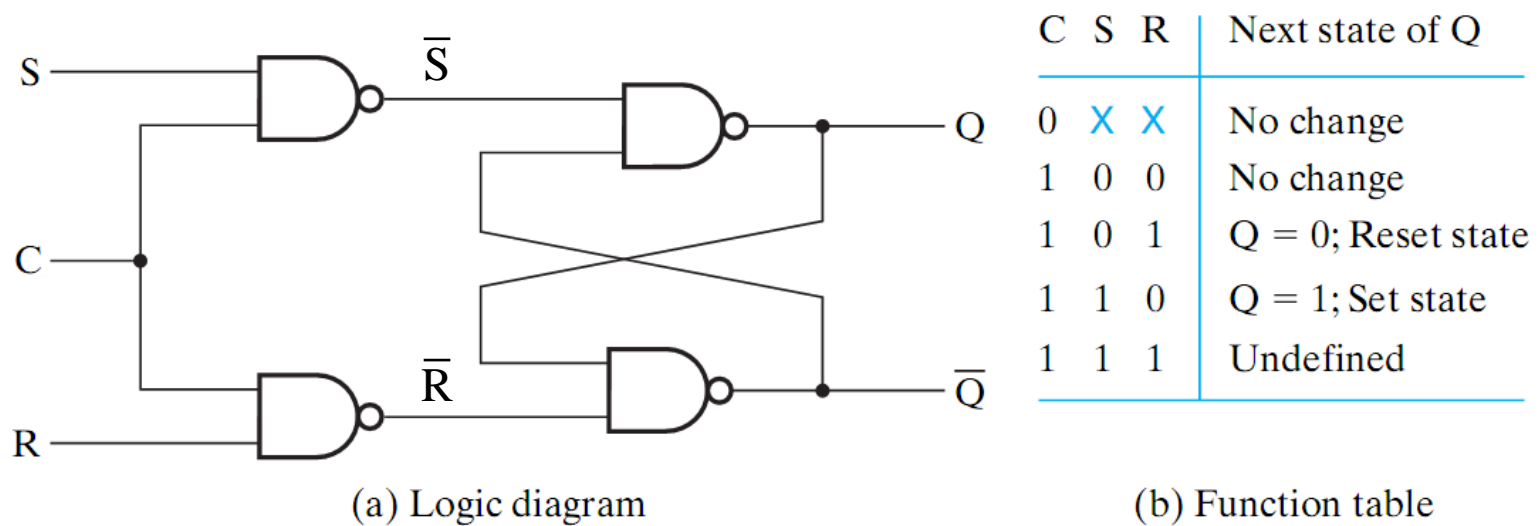 S
C
R
S̅
R̅
Q
Q̅
(a) Logic diagram
C S R Next state of Q
0 X X No change
1 0 0 No change
1 0 1 Q = 0; Reset state
1 1 0 Q = 1; Set state
1 1 1 Undefined
(b) Function table